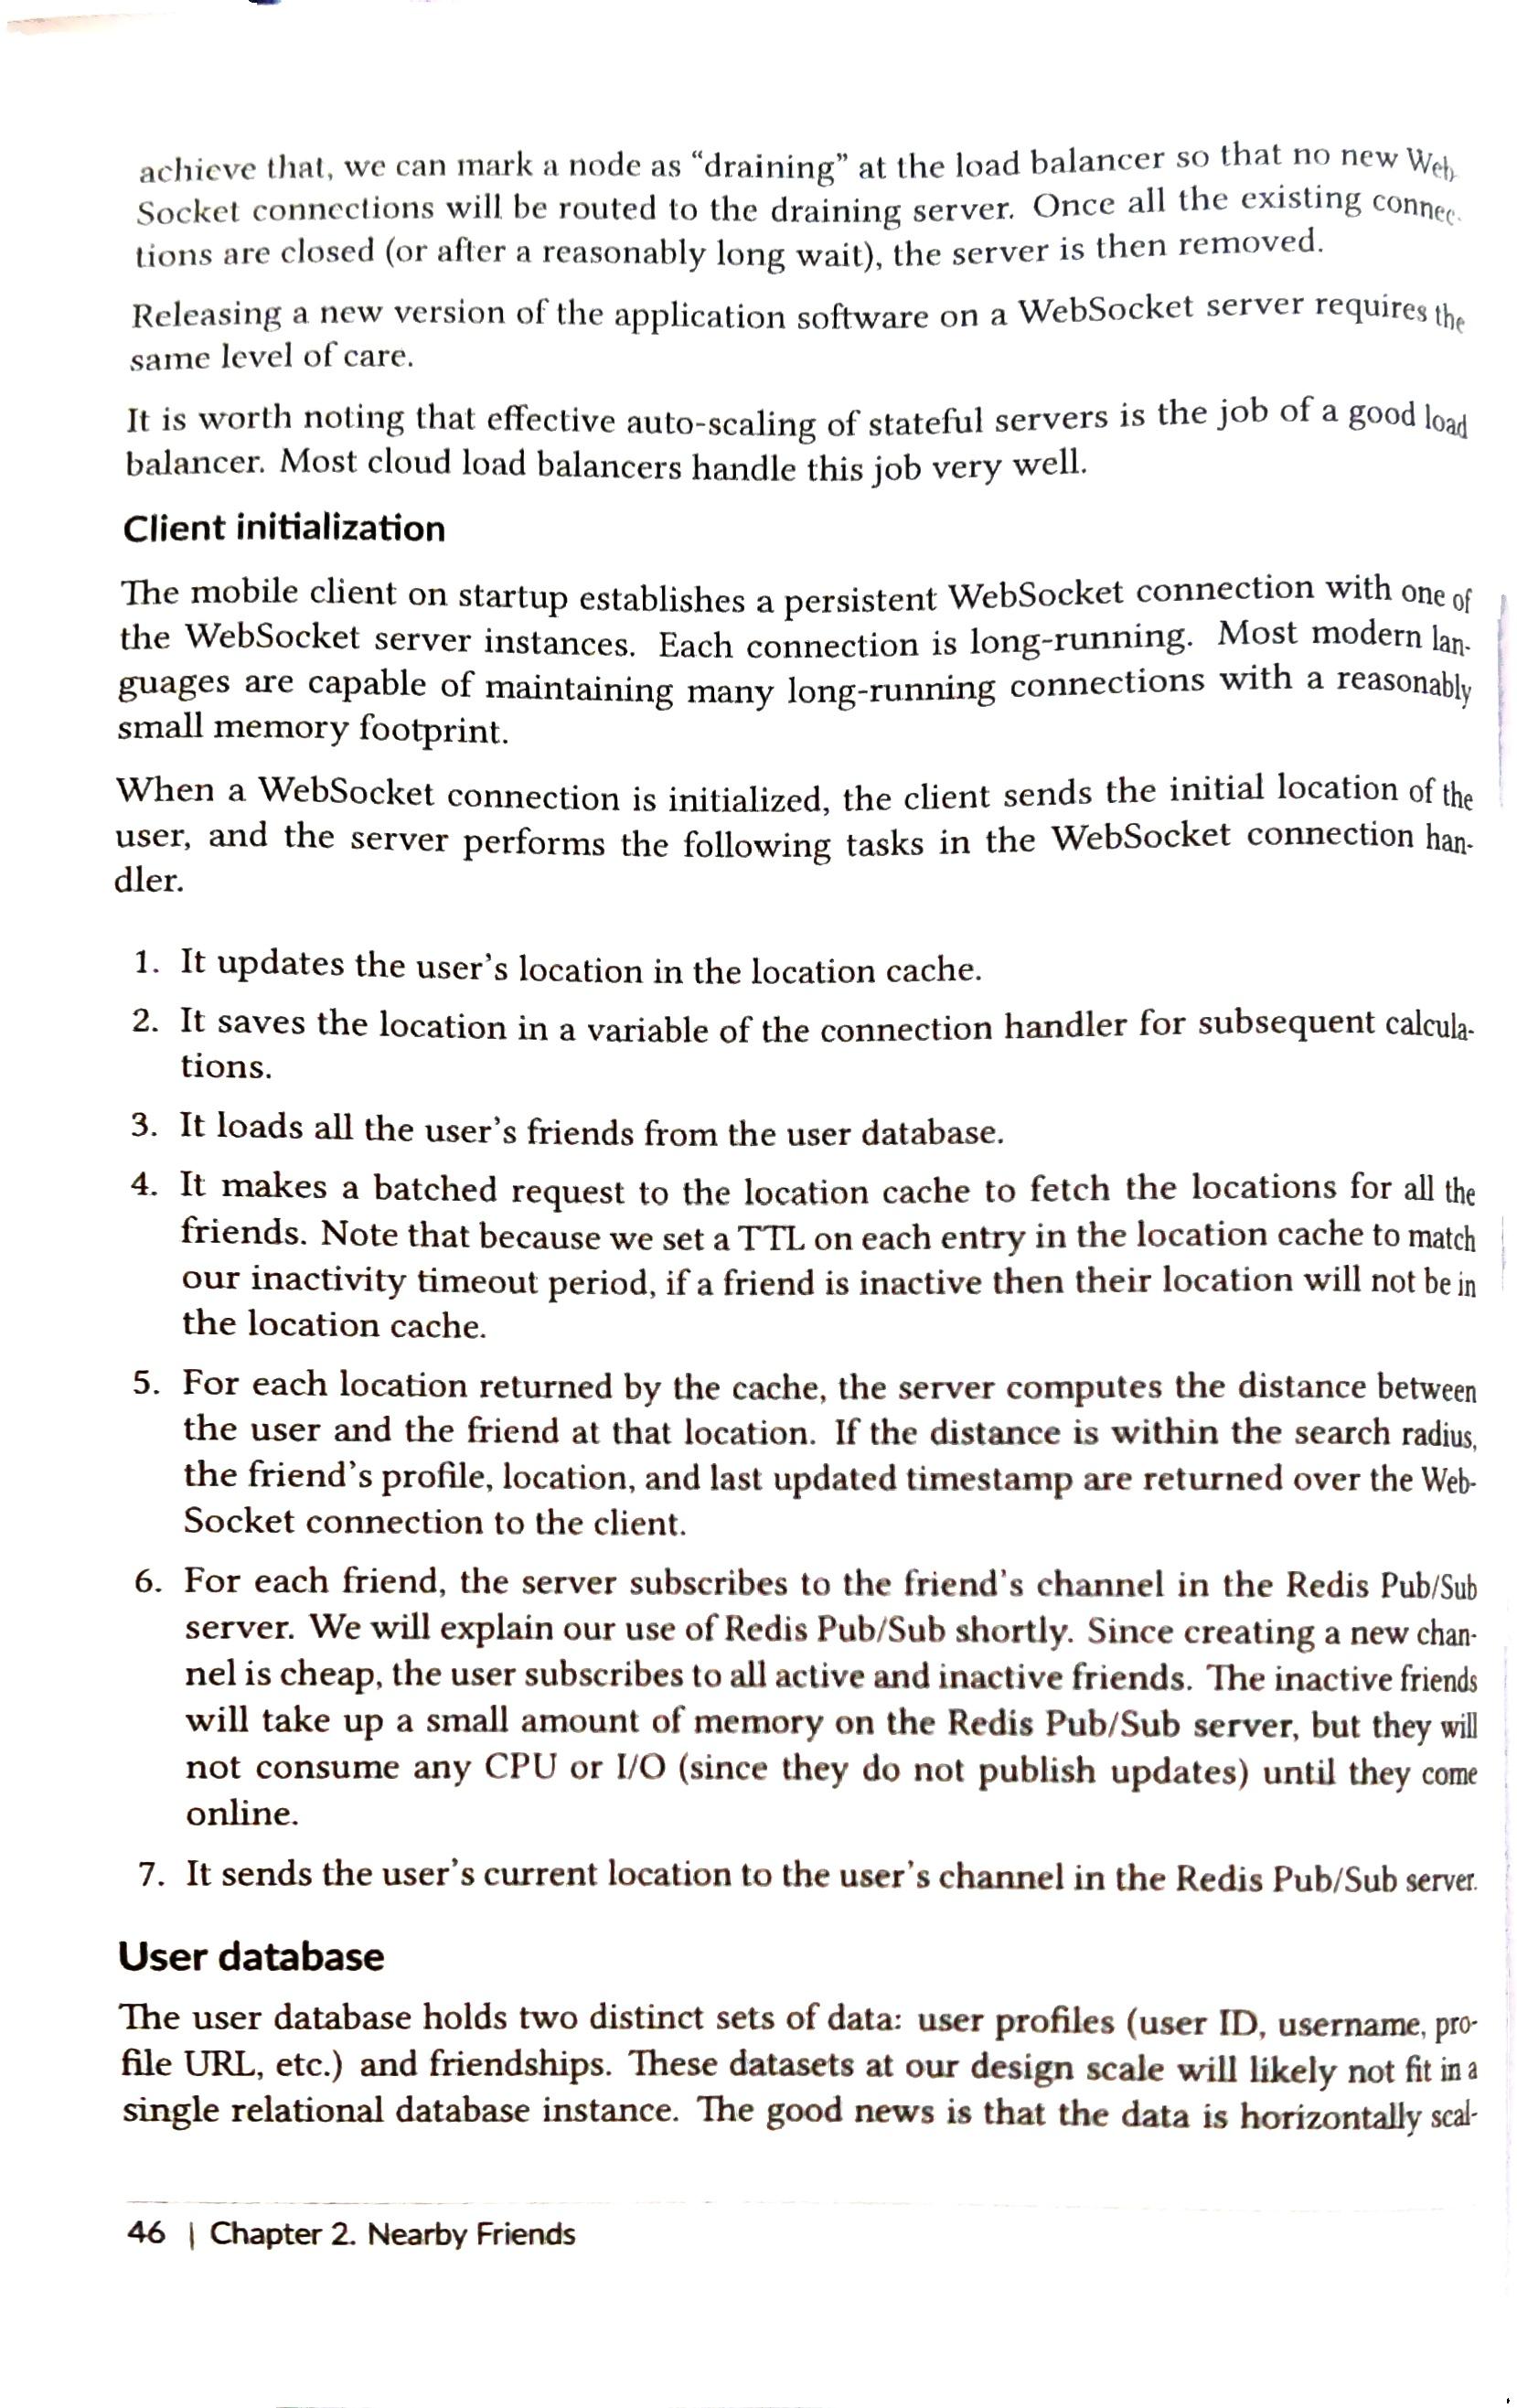 achieve that, we can mark a node as “draining” at the load balancer so that no new Web-
Socket connections will be routed to the draining server. Once all the existing connec-
tions are closed (or after a reasonably long wait), the server is then removed.
Releasing a new version of the application software on a WebSocket server requires the
same level of care.
It is worth noting that effective auto-scaling of stateful servers is the job of a good load
balancer. Most cloud load balancers handle this job very well.
Client initialization
The mobile client on startup establishes a persistent WebSocket connection with one of
the WebSocket server instances. Each connection is long-running. Most modern lan-
guages are capable of maintaining many long-running connections with a reasonably
small memory footprint.
When a WebSocket connection is initialized, the client sends the initial location of the
user, and the server performs the following tasks in the WebSocket connection han-
dler.
1. It updates the user’s location in the location cache.
2. It saves the location in a variable of the connection handler for subsequent calcula-
tions.
3. It loads all the user’s friends from the user database.
4. It makes a batched request to the location cache to fetch the locations for all the
friends. Note that because we set a TTL on each entry in the location cache to match
our inactivity timeout period, if a friend is inactive then their location will not be in
the location cache.
5. For each location returned by the cache, the server computes the distance between
the user and the friend at that location. If the distance is within the search radius,
the friend’s profile, location, and last updated timestamp are returned over the Web-
Socket connection to the client.
6. For each friend, the server subscribes to the friend’s channel in the Redis Pub/Sub
server. We will explain our use of Redis Pub/Sub shortly. Since creating a new chan-
nel is cheap, the user subscribes to all active and inactive friends. The inactive friends
will take up a small amount of memory on the Redis Pub/Sub server, but they will
not consume any CPU or I/O (since they do not publish updates) until they come
online.
7. It sends the user’s current location to the user’s channel in the Redis Pub/Sub server.
User database
The user database holds two distinct sets of data: user profiles (user ID, username, pro-
file URL, etc.) and friendships. These datasets at our design scale will likely not fit in a
single relational database instance. The good news is that the data is horizontally scal-
46 | Chapter 2. Nearby Friends